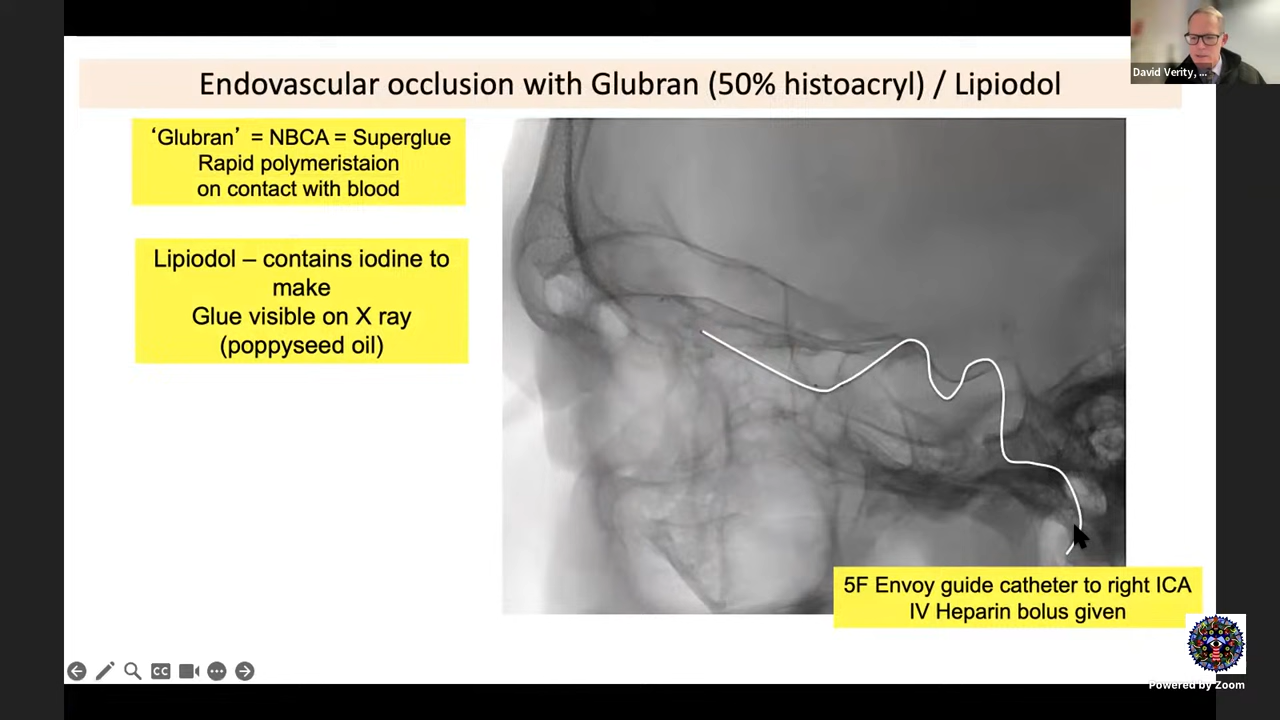 David Verity, ...
Endovascular occlusion with Glubran (50% histoacryl) / Lipiodol
‘Glubran’ = NBCA = Superglue
Rapid polymeristaion
on contact with blood
Lipiodol – contains iodine to
make
Glue visible on X ray
(poppyseed oil)
5F Envoy guide catheter to right ICA
IV Heparin bolus given
CC
Powered by Zoom